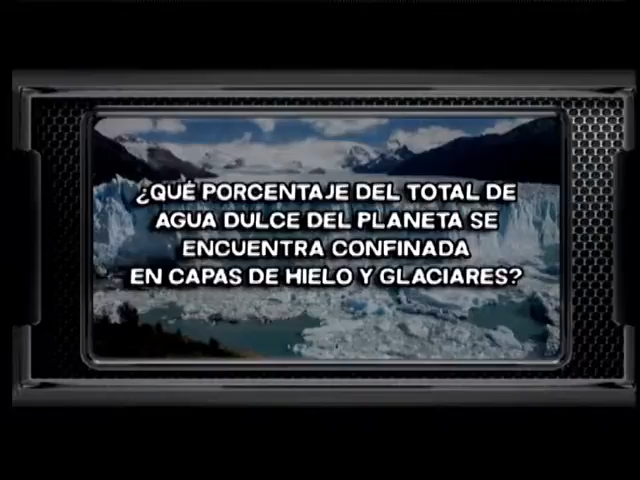 ¿QUÉ PORCENTAJE DEL TOTAL DE
AGUA DULCE DEL PLANETA SE
ENCUENTRA CONFINADA
EN CAPAS DE HIELO Y GLACIARES?